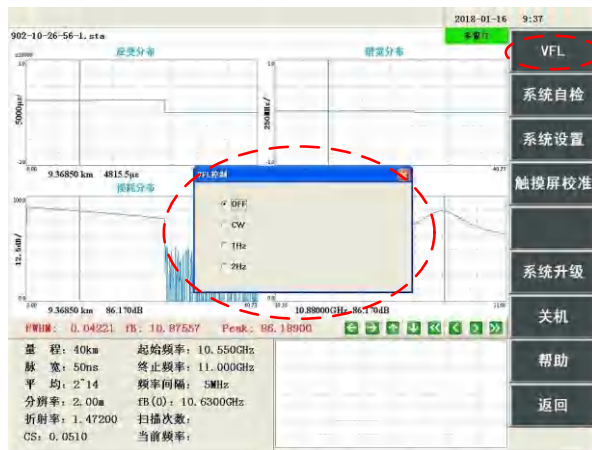 2018-01-16 9:37
902-10-26-56-1.sta
多窗口
应变分布
谱宽分布
5000με/
250MHz/
9.36850 km 4815.5με
40.77
损耗分布
VFL控制
OFF
CW
1Hz
2Hz
12.5dB/
9.36850 km 86.170dB
40.77
10.88000GHz 86.170dB
FWHM: 0.04221 fB: 10.87557 Peak: 86.18900
量 程: 40km 起始频率: 10.550GHz
脉 宽: 50ns 终止频率: 11.000GHz
平 均: 2^14 频率间隔: 5MHz
分辨率: 2.00m fB(0): 10.6300GHz
折射率: 1.47200 扫描次数:
CS: 0.0510 当前频率:
VFL
系统自检
系统设置
触摸屏校准
系统升级
关机
帮助
返回